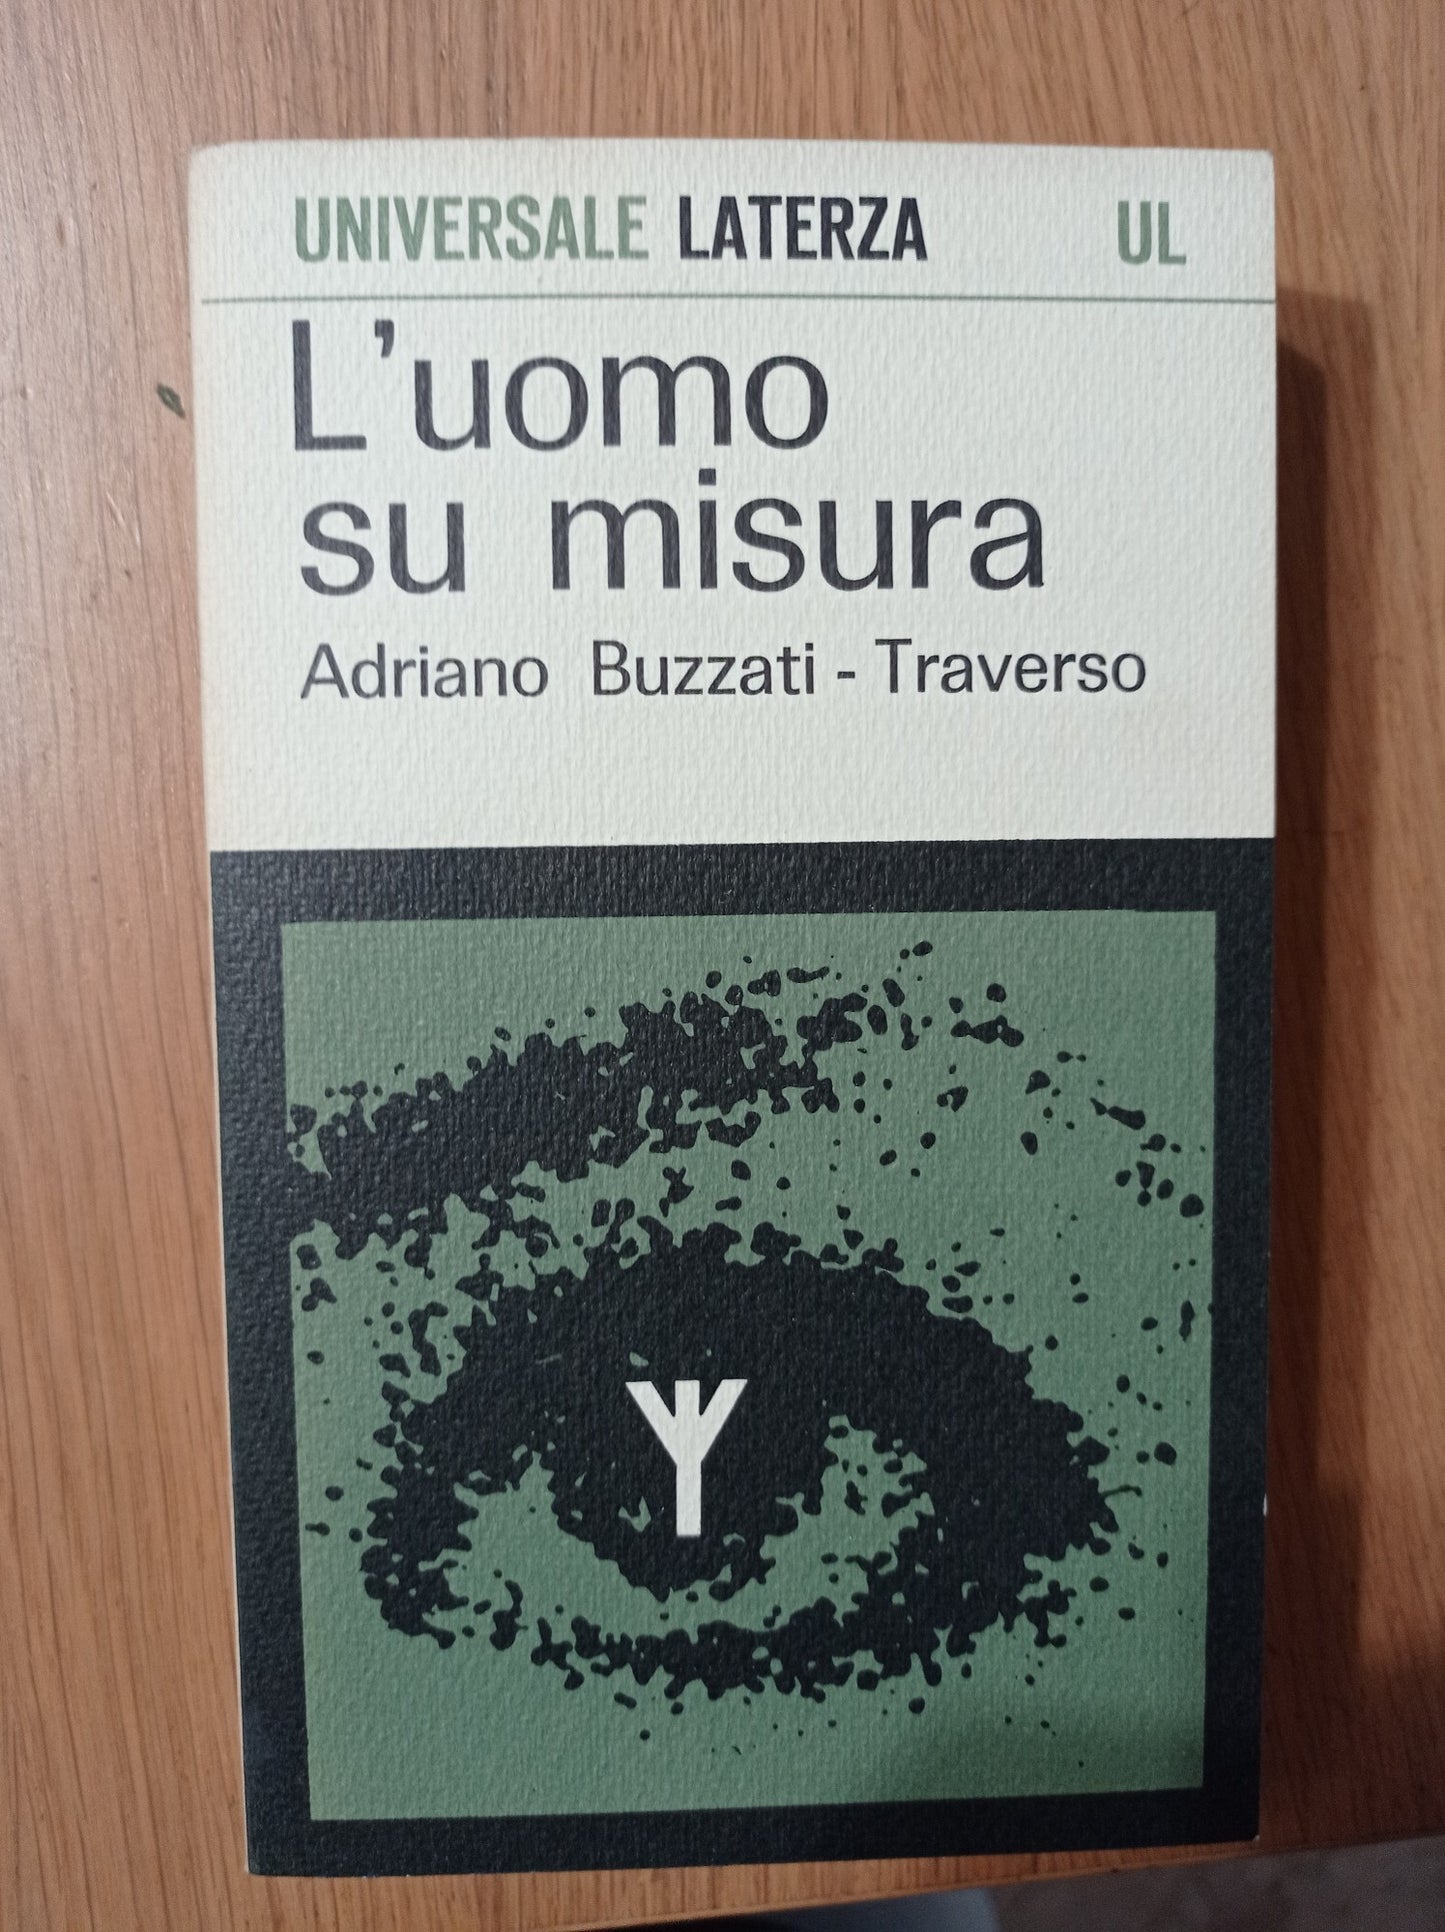 UNIVERSALE LATERZA UL
L'uomo
su misura
Adriano Buzzati - Traverso